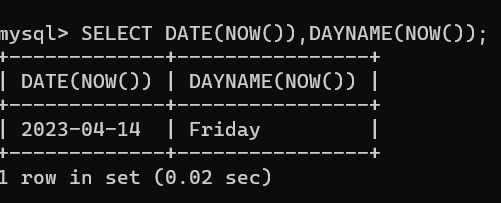 mysql> SELECT DATE(NOW()),DAYNAME(NOW());
+-------------+----------------+
| DATE(NOW()) | DAYNAME(NOW()) |
+-------------+----------------+
| 2023-04-14  | Friday         |
+-------------+----------------+
1 row in set (0.02 sec)